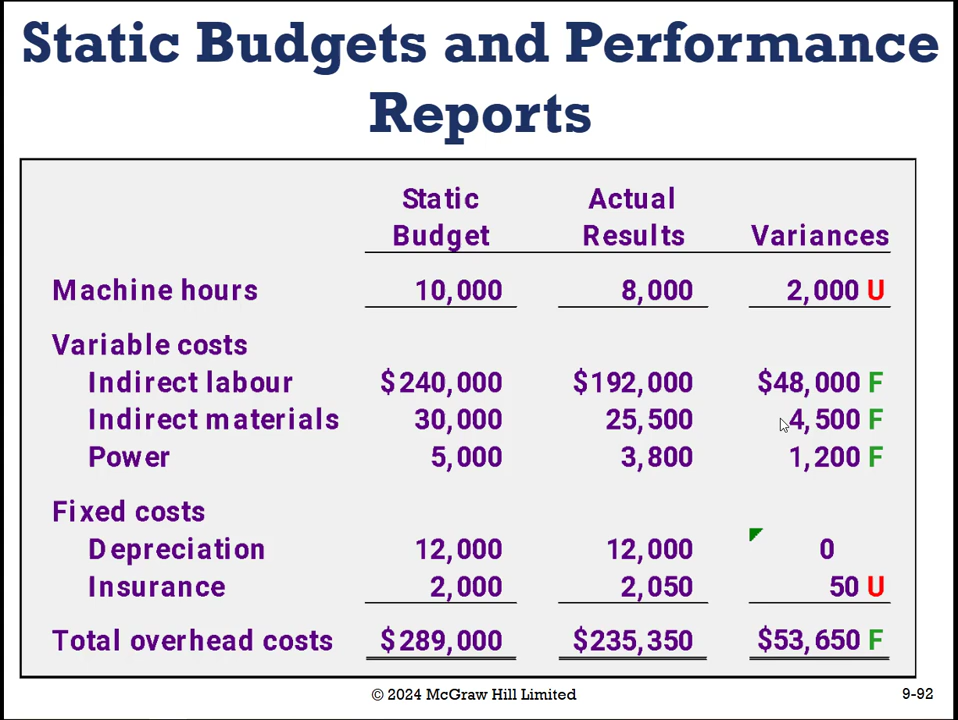 Static Budgets and Performance
Reports
Static Actual
Budget Results Variances
Machine hours 10,000 8,000 2,000 U
Variable costs
Indirect labour $240,000 $192,000 $48,000 F
Indirect materials 30,000 25,500 4,500 F
Power 5,000 3,800 1,200 F
Fixed costs
Depreciation 12,000 12,000 0
Insurance 2,000 2,050 50 U
Total overhead costs $289,000 $235,350 $53,650 F
© 2024 McGraw Hill Limited 9-92